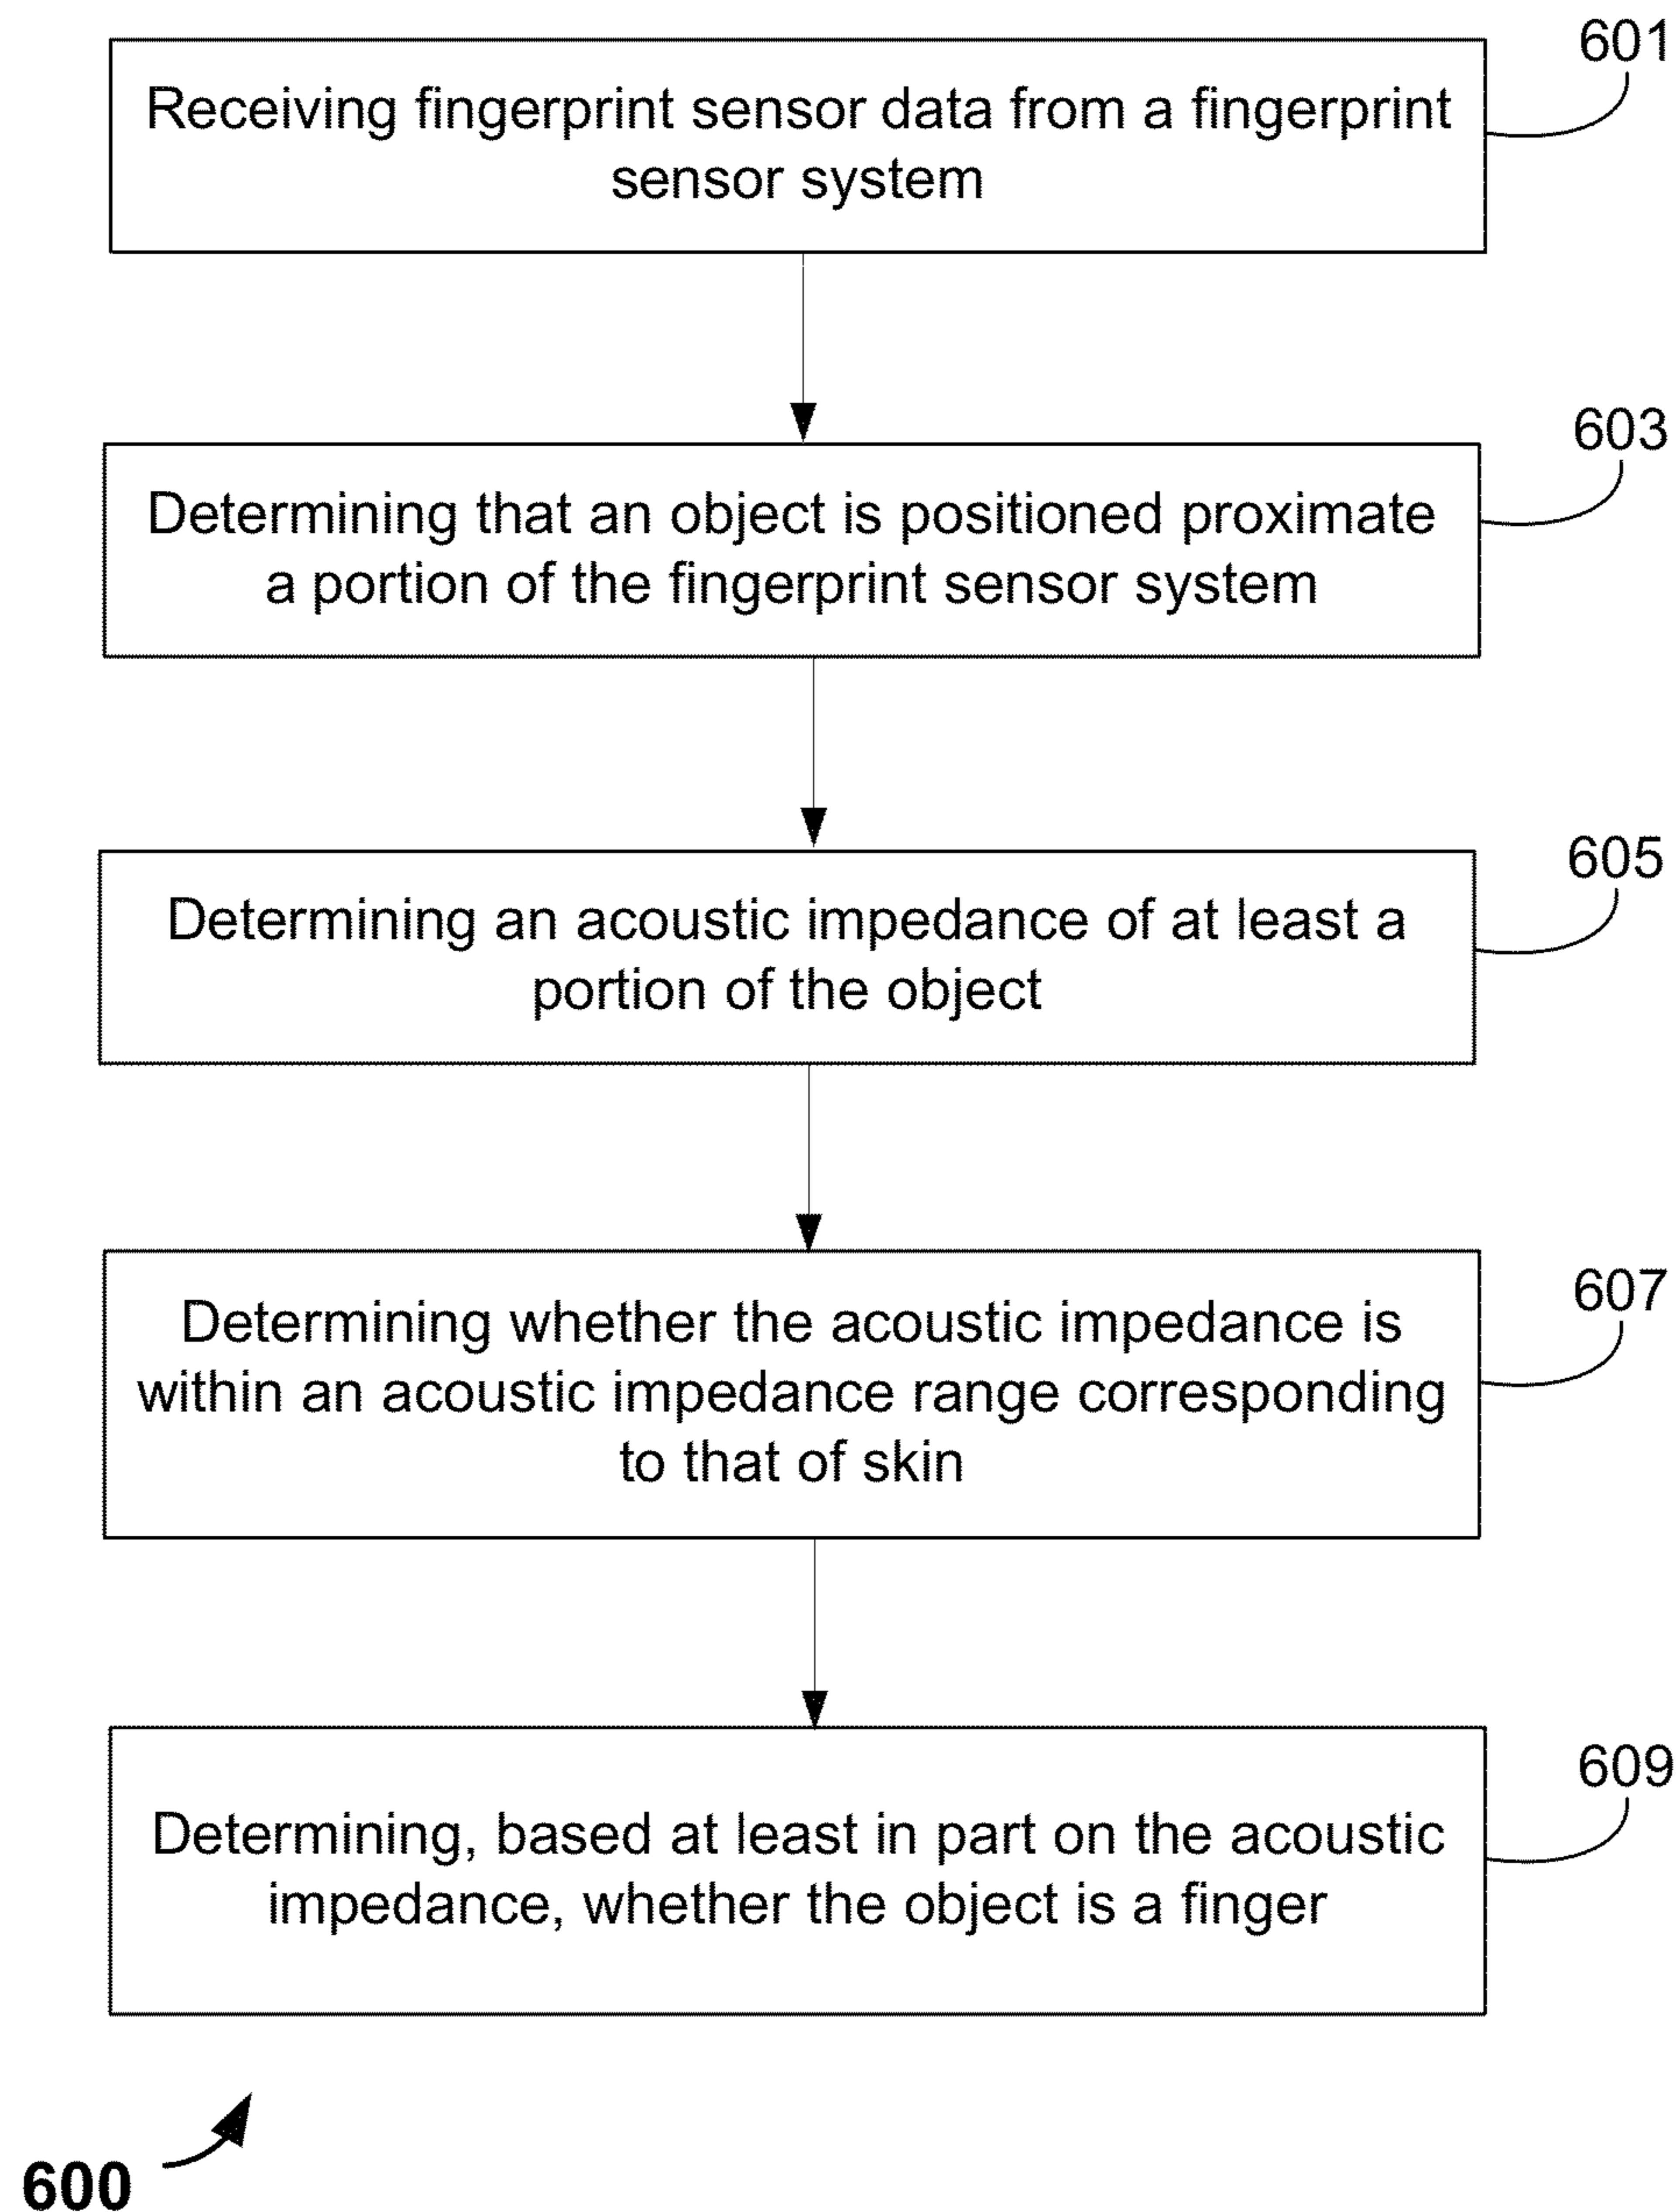 601
Receiving fingerprint sensor data from a fingerprint
sensor system
603
Determining that an object is positioned proximate
a portion of the fingerprint sensor system
605
Determining an acoustic impedance of at least a
portion of the object
607
Determining whether the acoustic impedance is
within an acoustic impedance range corresponding
to that of skin
609
Determining, based at least in part on the acoustic
impedance, whether the object is a finger
600